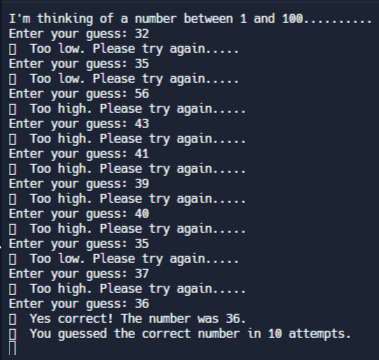 I'm thinking of a number between 1 and 100..........
Enter your guess: 32
▯ Too low. Please try again.....
Enter your guess: 35
▯ Too low. Please try again.....
Enter your guess: 56
▯ Too high. Please try again.....
Enter your guess: 43
▯ Too high. Please try again.....
Enter your guess: 41
▯ Too high. Please try again.....
Enter your guess: 39
▯ Too high. Please try again.....
Enter your guess: 40
▯ Too high. Please try again.....
Enter your guess: 35
▯ Too low. Please try again.....
Enter your guess: 37
▯ Too high. Please try again.....
Enter your guess: 36
▯ Yes correct! The number was 36.
▯ You guessed the correct number in 10 attempts.